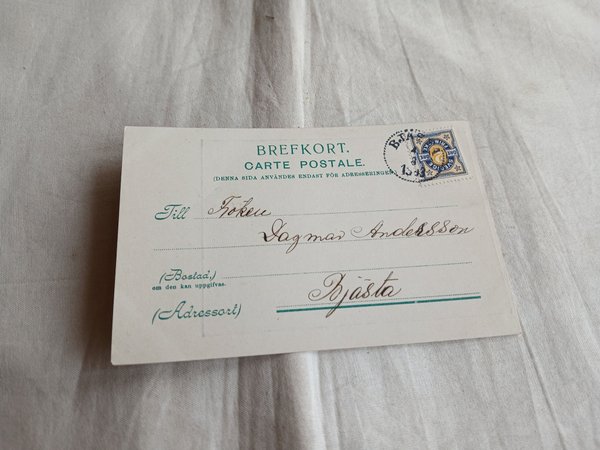 BREFKORT.
CARTE POSTALE.
(DENNA SIDA ANVÄNDES ENDAST FÖR ADRESSERINGEN
Till Fröken
Dagmar Andersson
(Bostad,)
om den kan uppgifvas.
Bjästa
(Adressort)